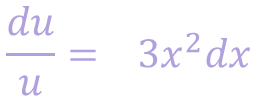 du/u = 3x²dx